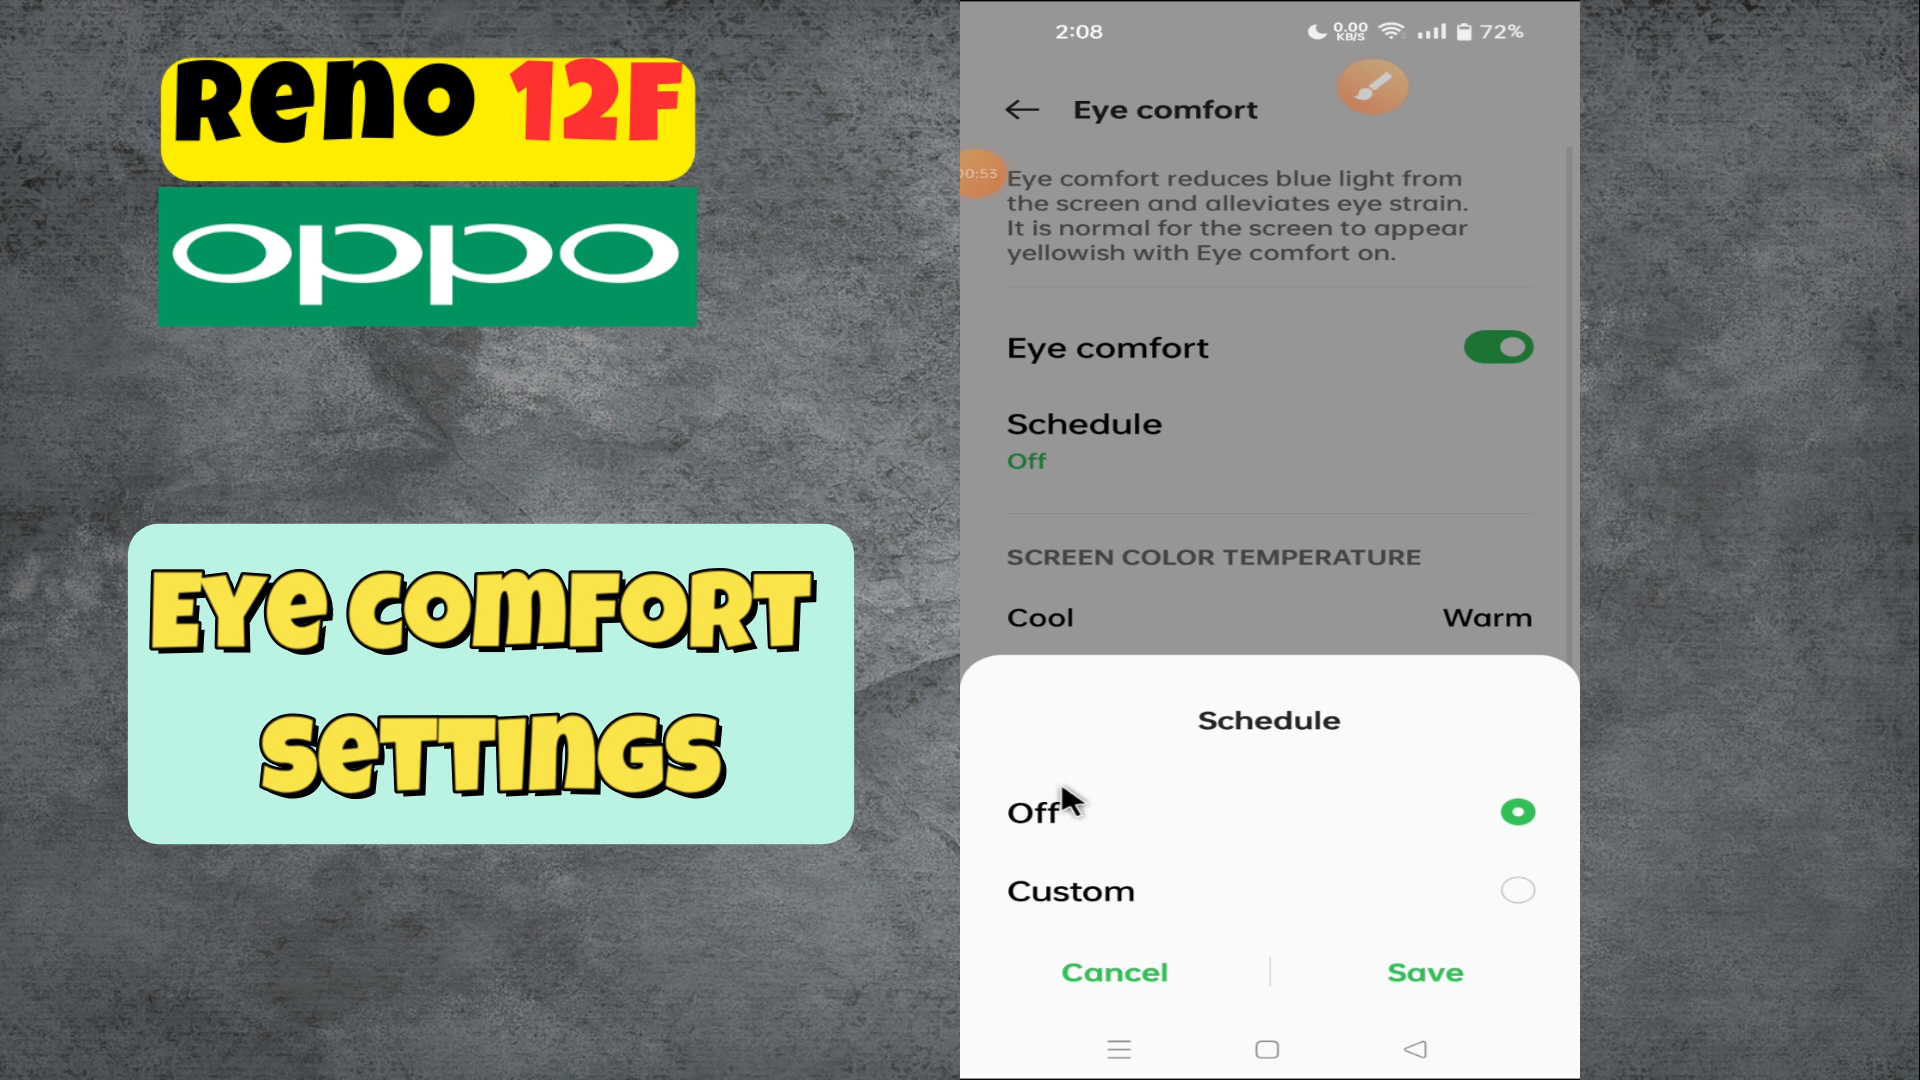 Reno 12F
oppo
Eye Comfort
Settings
2:08
0.00
KB/S
72%
Eye comfort
00:53
Eye comfort reduces blue light from
the screen and alleviates eye strain.
It is normal for the screen to appear
yellowish with Eye comfort on.
Eye comfort
Schedule
Off
SCREEN COLOR TEMPERATURE
Cool Warm
Schedule
Off
Custom
Cancel Save